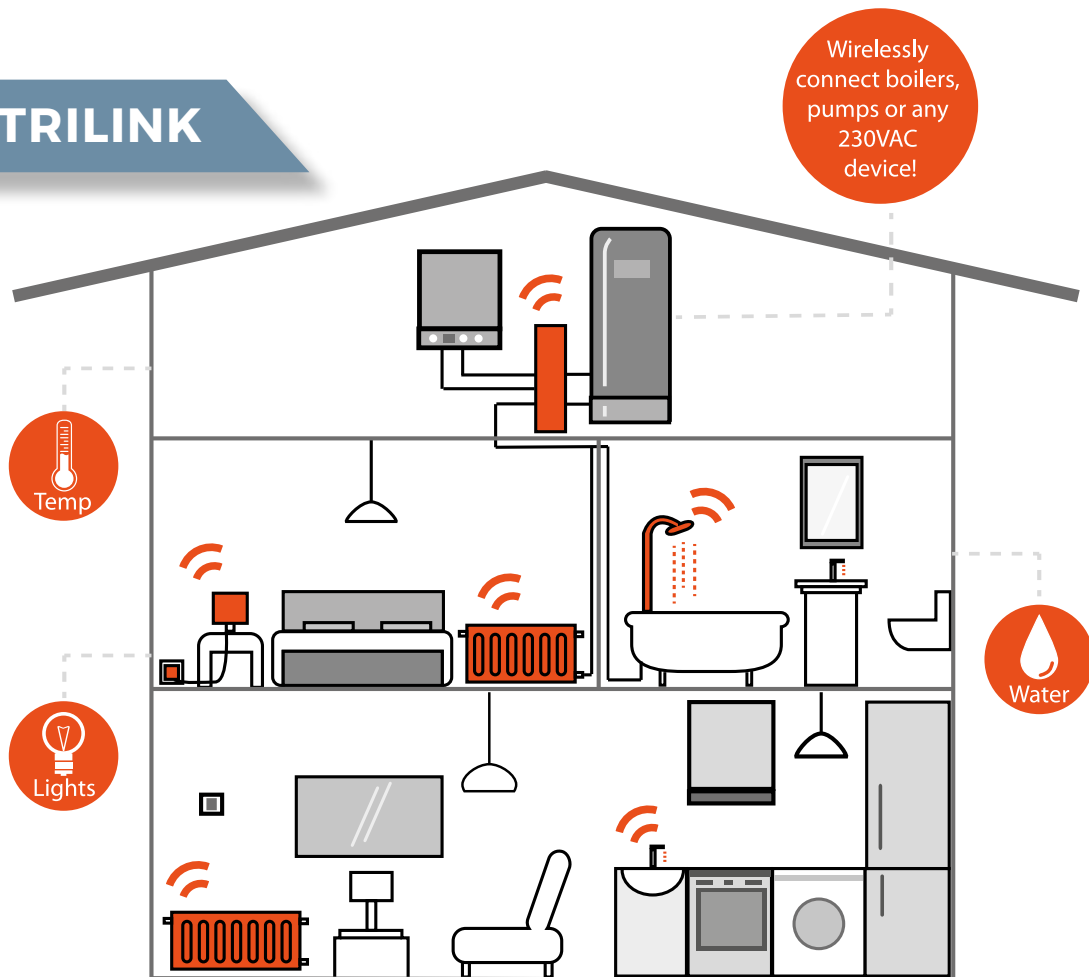 TRILINK
Wirelessly
connect boilers,
pumps or any
230VAC
device!
Temp
Water
Lights